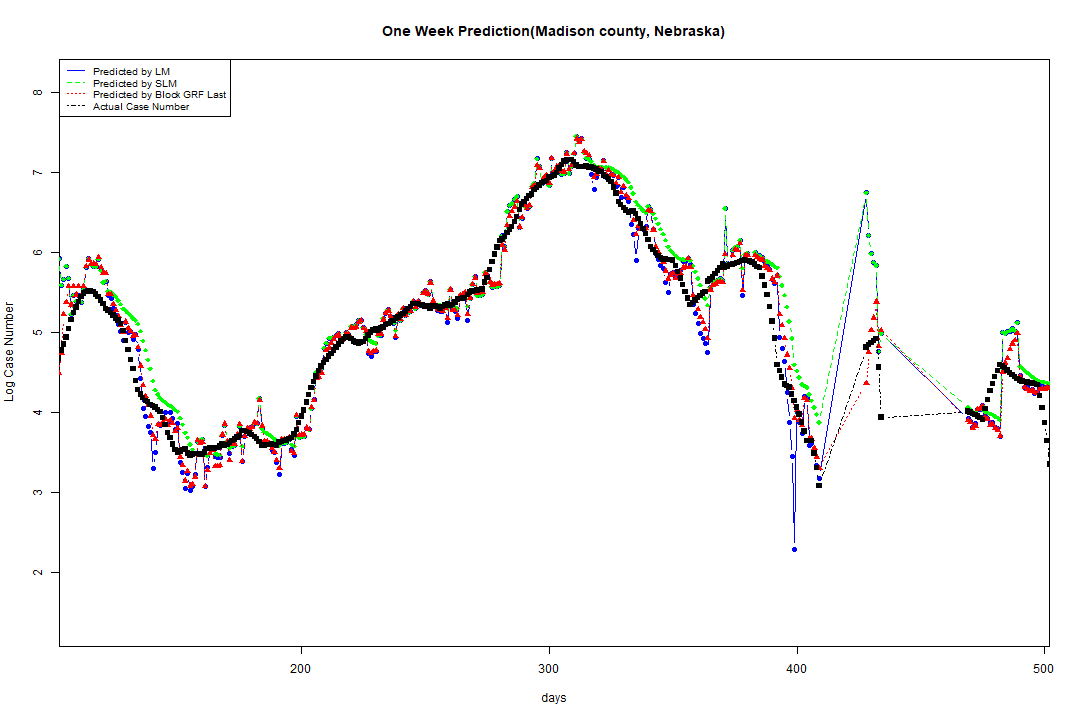 One Week Prediction(Madison county, Nebraska)
Predicted by LM
Predicted by SLM
Predicted by Block GRF Last
Actual Case Number
8
7
6
5
4
3
2
Log Case Number
200
300
400
500
days